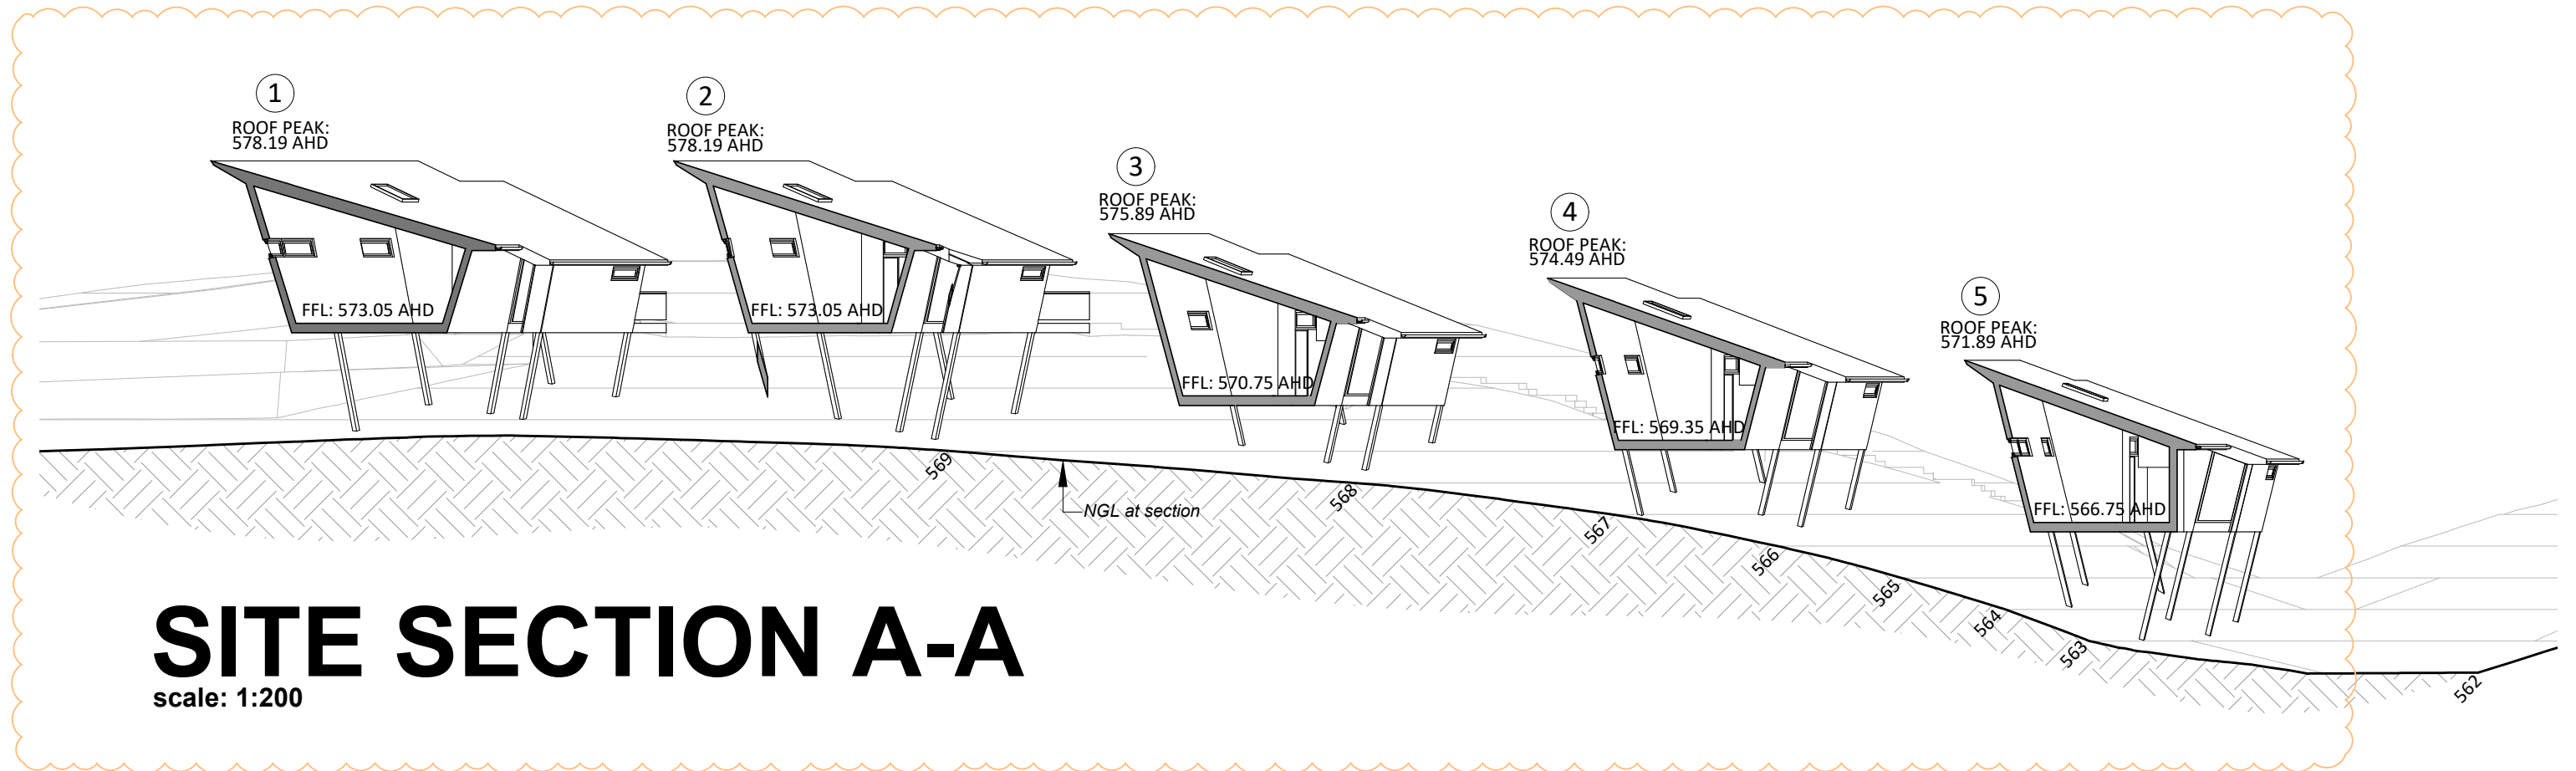 1
ROOF PEAK:
578.19 AHD
FFL: 573.05 AHD
2
ROOF PEAK:
578.19 AHD
FFL: 573.05 AHD
3
ROOF PEAK:
575.89 AHD
FFL: 570.75 AHD
4
ROOF PEAK:
574.49 AHD
FFL: 569.35 AHD
5
ROOF PEAK:
571.89 AHD
FFL: 566.75 AHD
569
NGL at section
568
567
566
565
564
563
562
SITE SECTION A-A
scale: 1:200